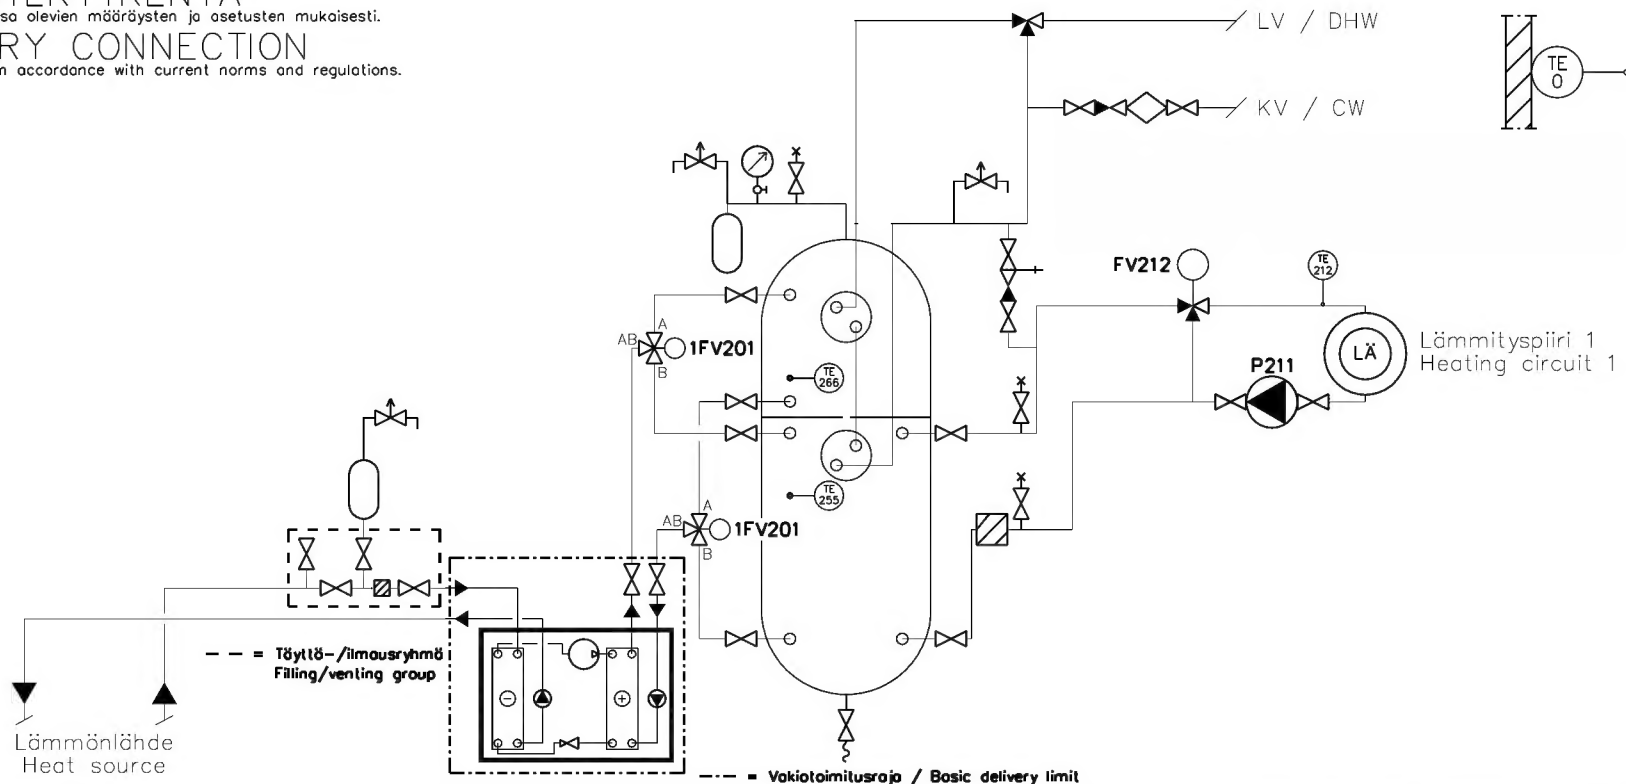 sa olevien määräysten ja asetusten mukaisesti.
RY CONNECTION
n accordance with current norms and regulations.
LV / DHW
KV / CW
TE
0
FV212
TE
212
A
AB
1FV201
B
TE
266
P211
LÄ
Lämmityspiiri 1
Heating circuit 1
TE
255
A
AB
1FV201
B
– – = Täyttö-/ilmausryhmä
Filling/venting group
Lämmönlähde
Heat source
- +
–·–·– = Vakiotoimitusraja / Basic delivery limit